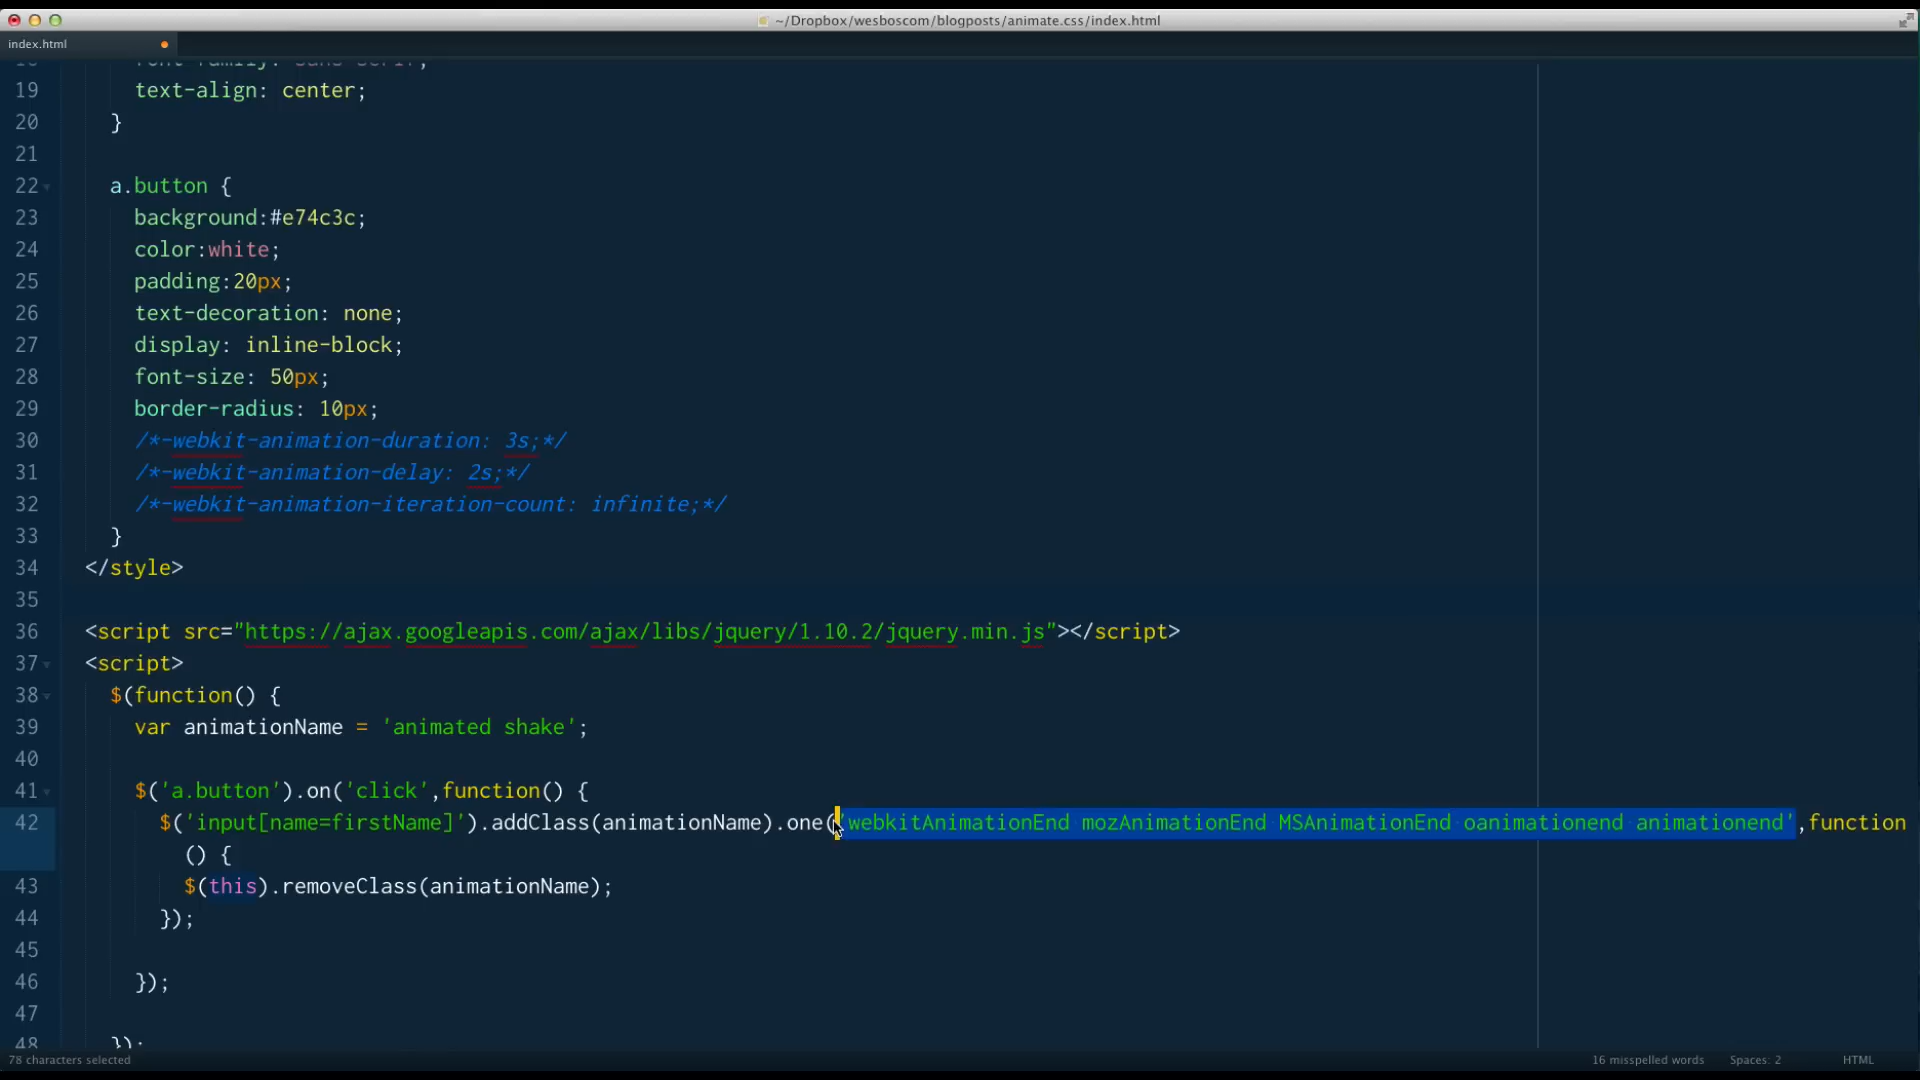 ~/Dropbox/wesboscom/blogposts/animate.css/index.html
index.html
18 font-family: sans-serif;
19 text-align: center;
20 }
21
22 a.button {
23 background:#e74c3c;
24 color:white;
25 padding:20px;
26 text-decoration: none;
27 display: inline-block;
28 font-size: 50px;
29 border-radius: 10px;
30 /*-webkit-animation-duration: 3s;*/
31 /*-webkit-animation-delay: 2s;*/
32 /*-webkit-animation-iteration-count: infinite;*/
33 }
34 </style>
35
36 <script src="https://ajax.googleapis.com/ajax/libs/jquery/1.10.2/jquery.min.js"></script>
37 <script>
38 $(function() {
39 var animationName = 'animated shake';
40
41 $('a.button').on('click',function() {
42 $('input[name=firstName]').addClass(animationName).one('webkitAnimationEnd mozAnimationEnd MSAnimationEnd oanimationend animationend',function
() {
43 $(this).removeClass(animationName);
44 });
45
46 });
47
48 });
78 characters selected
16 misspelled words
Spaces: 2
HTML